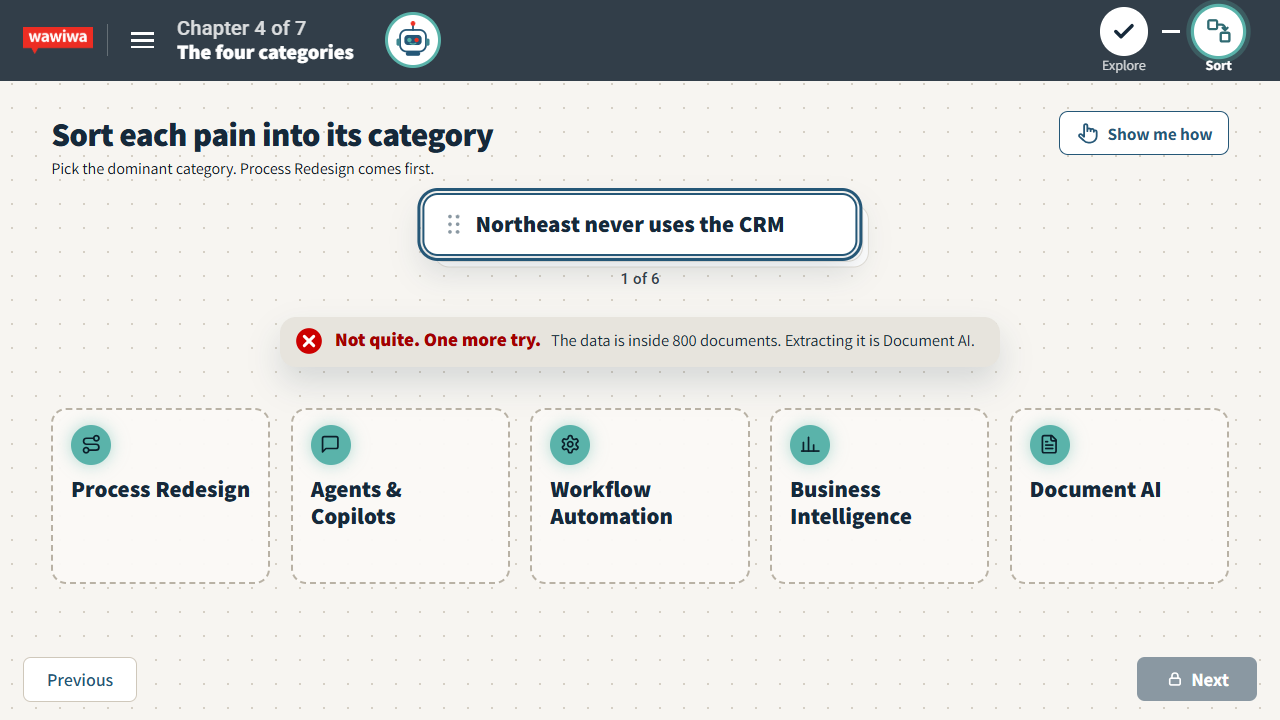 wawiwa
Chapter 4 of 7
The four categories
Explore
Sort
Sort each pain into its category
Pick the dominant category. Process Redesign comes first.
Show me how
Northeast never uses the CRM
1 of 6
Not quite. One more try. The data is inside 800 documents. Extracting it is Document AI.
Process Redesign
Agents &
Copilots
Workflow
Automation
Business
Intelligence
Document AI
Previous
Next